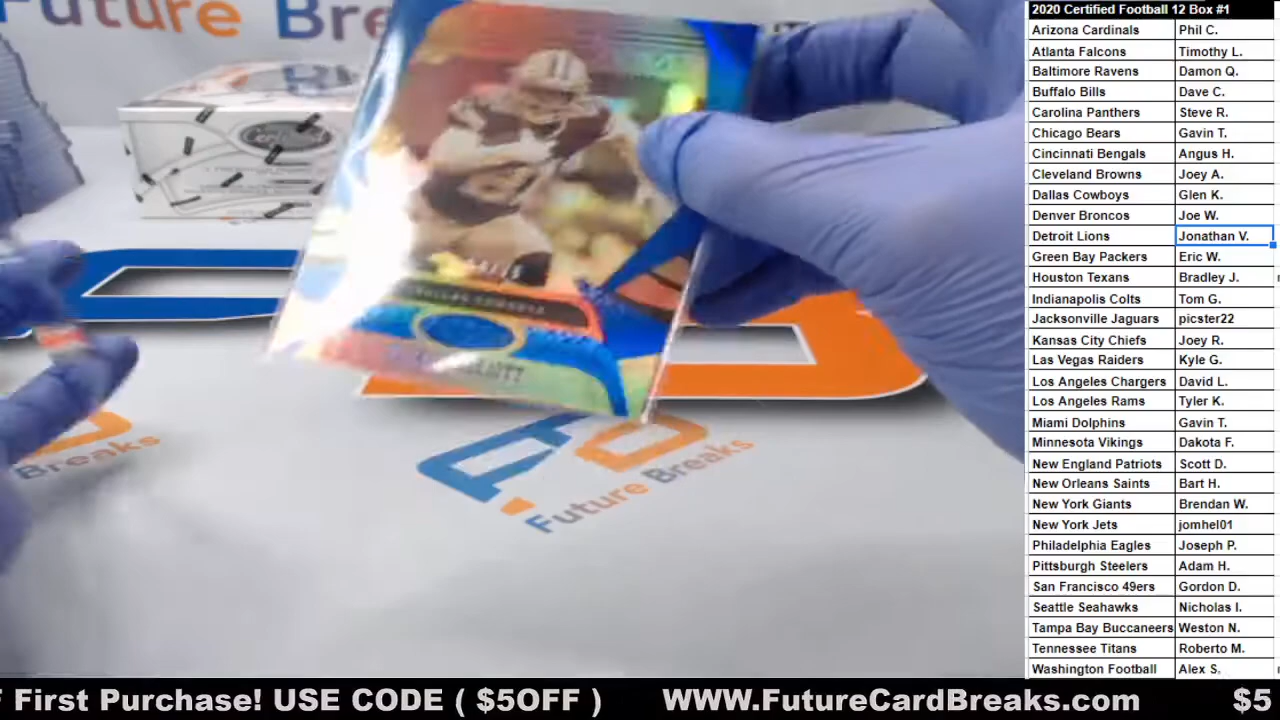 Future Bre
2020 Certified Football 12 Box #1
Arizona Cardinals Phil C.
Atlanta Falcons Timothy L.
Baltimore Ravens Damon Q.
Buffalo Bills Dave C.
Carolina Panthers Steve R.
Chicago Bears Gavin T.
Cincinnati Bengals Angus H.
Cleveland Browns Joey A.
Dallas Cowboys Glen K.
Denver Broncos Joe W.
Detroit Lions Jonathan V.
Green Bay Packers Eric W.
Houston Texans Bradley J.
Indianapolis Colts Tom G.
Jacksonville Jaguars picster22
Kansas City Chiefs Joey R.
Las Vegas Raiders Kyle G.
Los Angeles Chargers David L.
Los Angeles Rams Tyler K.
Miami Dolphins Gavin T.
Minnesota Vikings Dakota F.
New England Patriots Scott D.
New Orleans Saints Bart H.
New York Giants Brendan W.
New York Jets jomhel01
Philadelphia Eagles Joseph P.
Pittsburgh Steelers Adam H.
San Francisco 49ers Gordon D.
Seattle Seahawks Nicholas I.
Tampa Bay Buccaneers Weston N.
Tennessee Titans Roberto M.
Washington Football Alex S.
DALLAS COWBOYS
Breaks
Future Breaks
F First Purchase! USE CODE ( $5OFF ) WWW.FutureCardBreaks.com $5